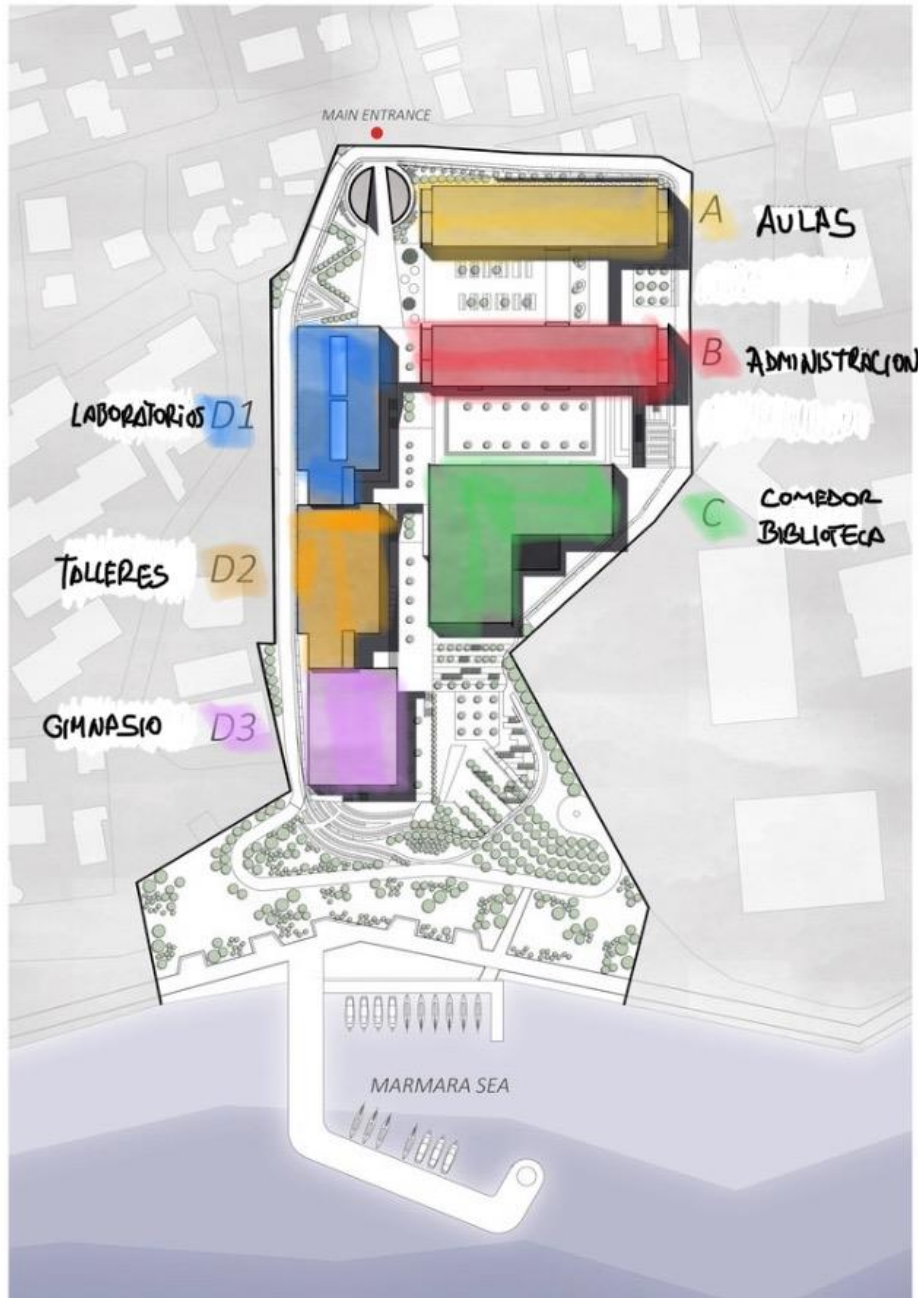 MAIN ENTRANCE
A AULAS
B ADMINISTRACION
LABORATORIOS D1
C COMEDOR
BIBLIOTECA
TALLERES D2
GIMNASIO D3
MARMARA SEA